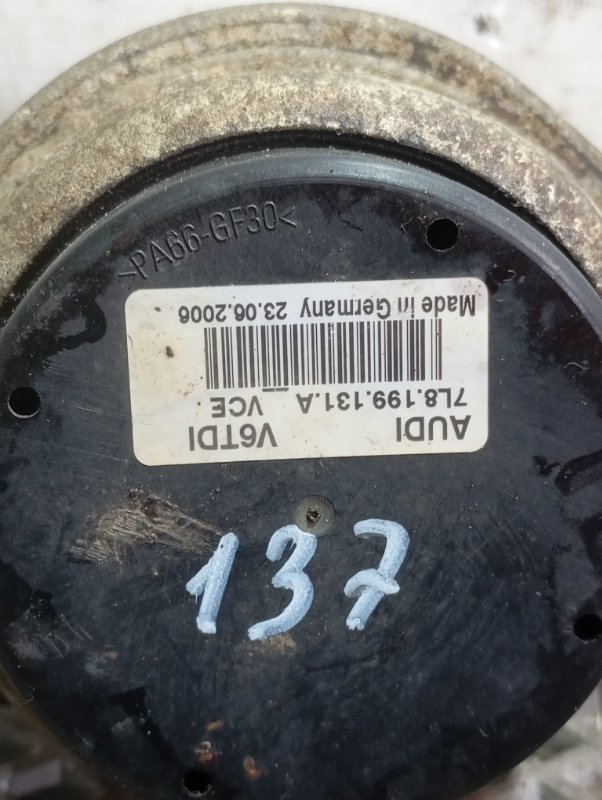 >PA66-GF30<
AUDI V6TDI
7L8.199.131.A VCE
Made in Germany 23.06.2006
137